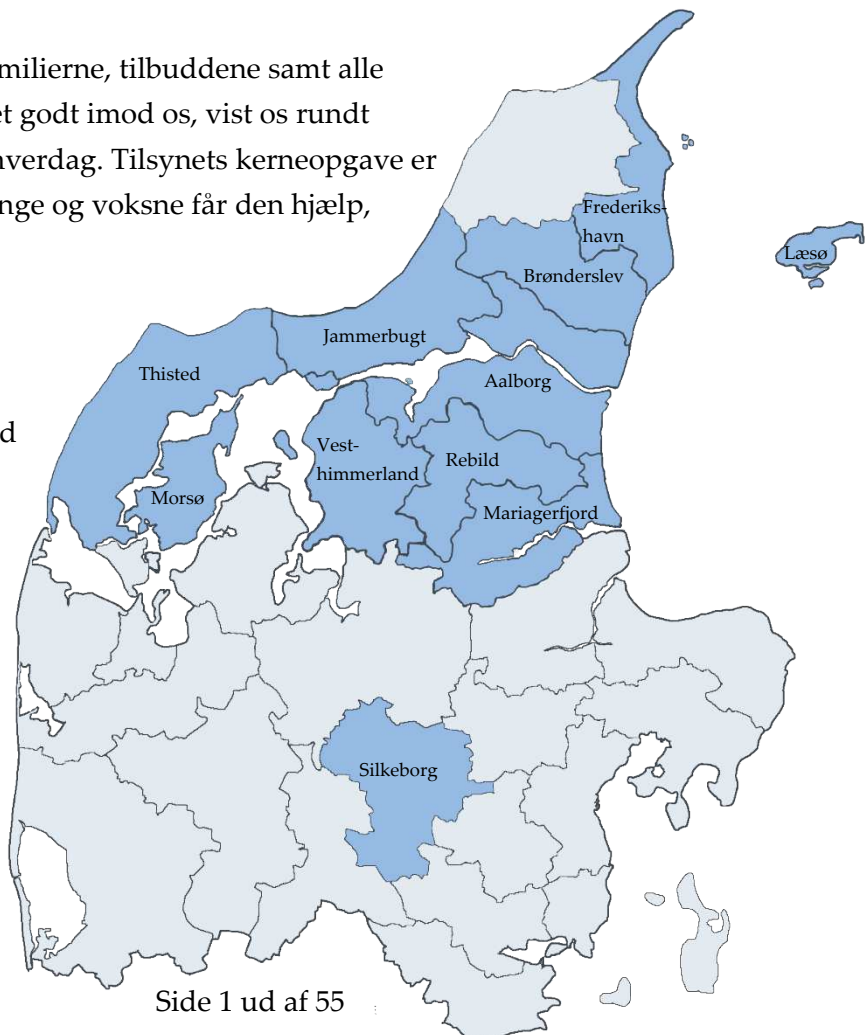 milierne, tilbuddene samt alle
et godt imod os, vist os rundt
hverdag. Tilsynets kerneopgave er
nge og voksne får den hjælp,
Frederiks-
havn
Læsø
Brønderslev
Jammerbugt
Thisted
Aalborg
d
Vest-
himmerland
Rebild
Morsø
Mariagerfjord
Silkeborg
Side 1 ud af 55